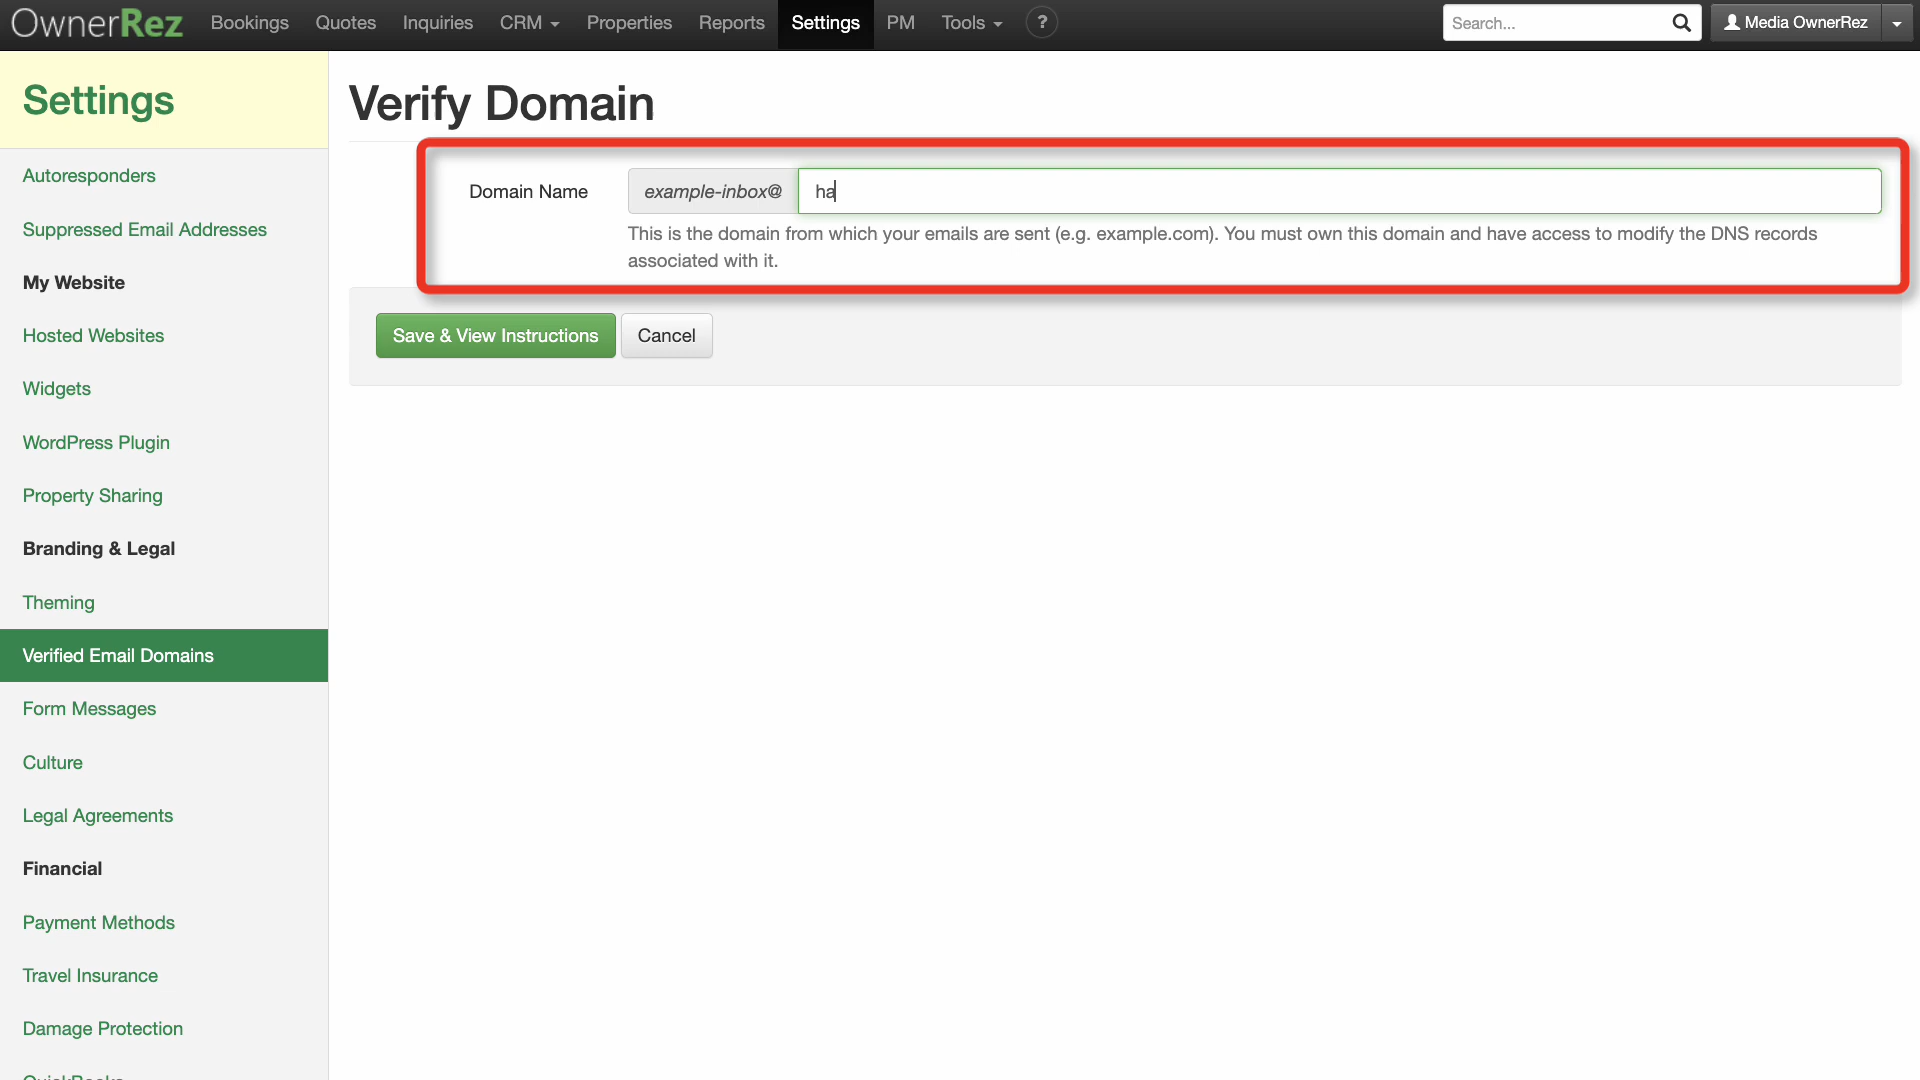 OwnerRez Bookings Quotes Inquiries CRM Properties Reports Settings PM Tools ? Search... Media OwnerRez
Settings
Autoresponders
Suppressed Email Addresses
My Website
Hosted Websites
Widgets
WordPress Plugin
Property Sharing
Branding & Legal
Theming
Verified Email Domains
Form Messages
Culture
Legal Agreements
Financial
Payment Methods
Travel Insurance
Damage Protection
QuickBooks
Verify Domain
Domain Name example-inbox@ ha
This is the domain from which your emails are sent (e.g. example.com). You must own this domain and have access to modify the DNS records
associated with it.
Save & View Instructions Cancel